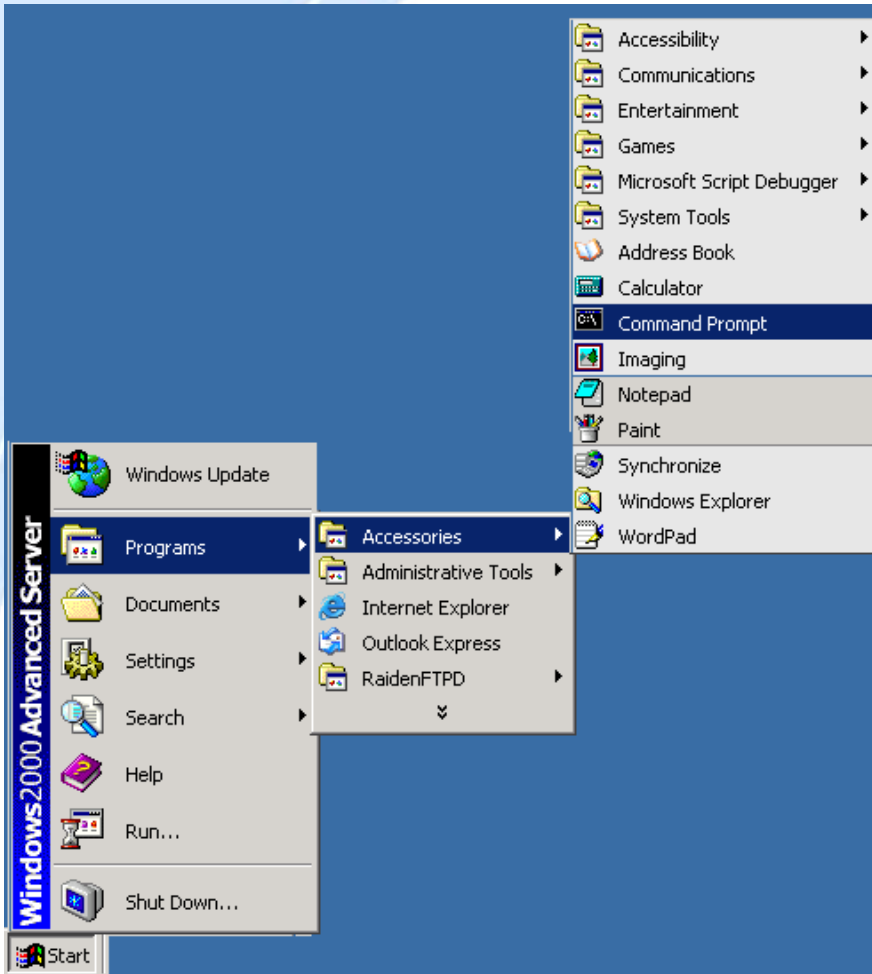 Accessibility
Communications
Entertainment
Games
Microsoft Script Debugger
System Tools
Address Book
Calculator
C:\
Command Prompt
Imaging
Notepad
Paint
Synchronize
Windows Explorer
WordPad
Windows 2000 Advanced Server
Windows Update
Programs
Documents
Settings
Search
Help
Run...
Shut Down...
Accessories
Administrative Tools
Internet Explorer
Outlook Express
RaidenFTPD
Start